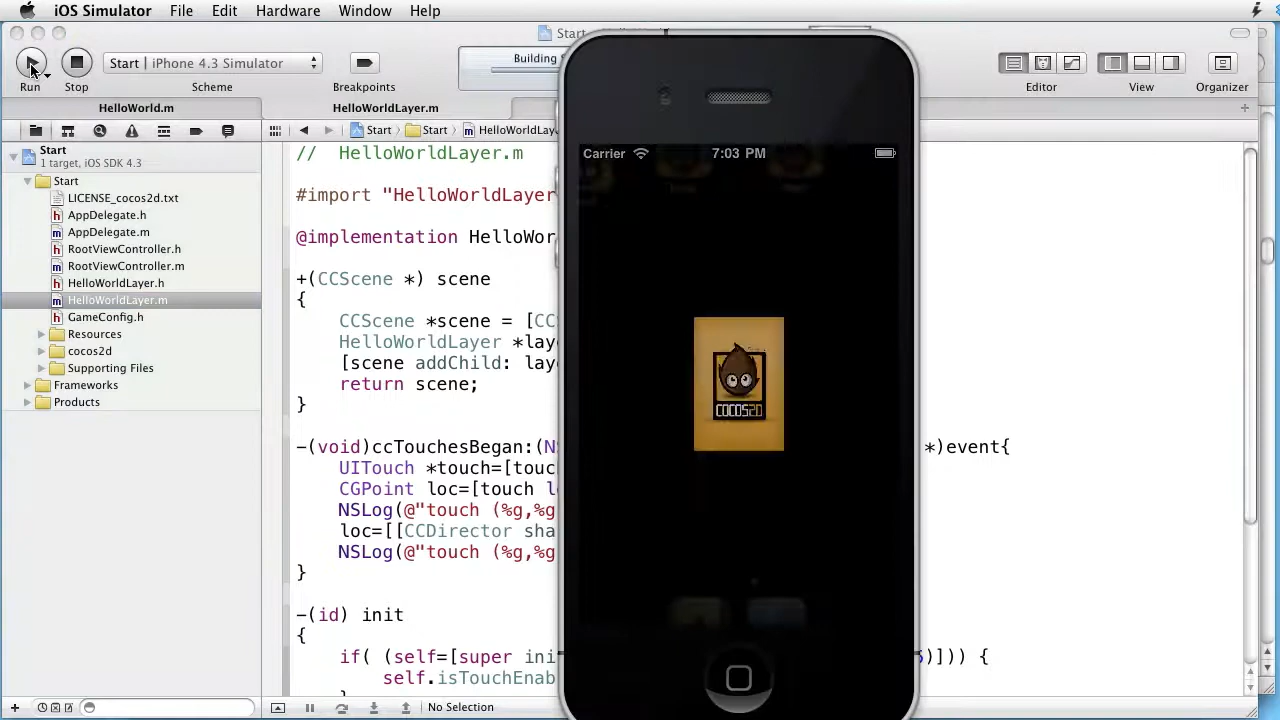 iOS Simulator File Edit Hardware Window Help
Start
Start | iPhone 4.3 Simulator
Building
Run Stop Scheme Breakpoints Editor View Organizer
HelloWorld.m HelloWorldLayer.m
Start Start HelloWorldLay
Start
1 target, iOS SDK 4.3
Start
LICENSE_cocos2d.txt
AppDelegate.h
AppDelegate.m
RootViewController.h
RootViewController.m
HelloWorldLayer.h
HelloWorldLayer.m
GameConfig.h
Resources
cocos2d
Supporting Files
Frameworks
Products
// HelloWorldLayer.m
#import "HelloWorldLayer
@implementation HelloWor
+(CCScene *) scene
{
CCScene *scene = [CC
HelloWorldLayer *lay
[scene addChild: lay
return scene;
}
-(void)ccTouchesBegan:(N *)event{
UITouch *touch=[touc
CGPoint loc=[touch l
NSLog(@"touch (%g,%g
loc=[[CCDirector sha
NSLog(@"touch (%g,%g
}
-(id) init
{
if( (self=[super ini )])) {
self.isTouchEnab
Carrier 7:03 PM
COCOS2D
No Selection